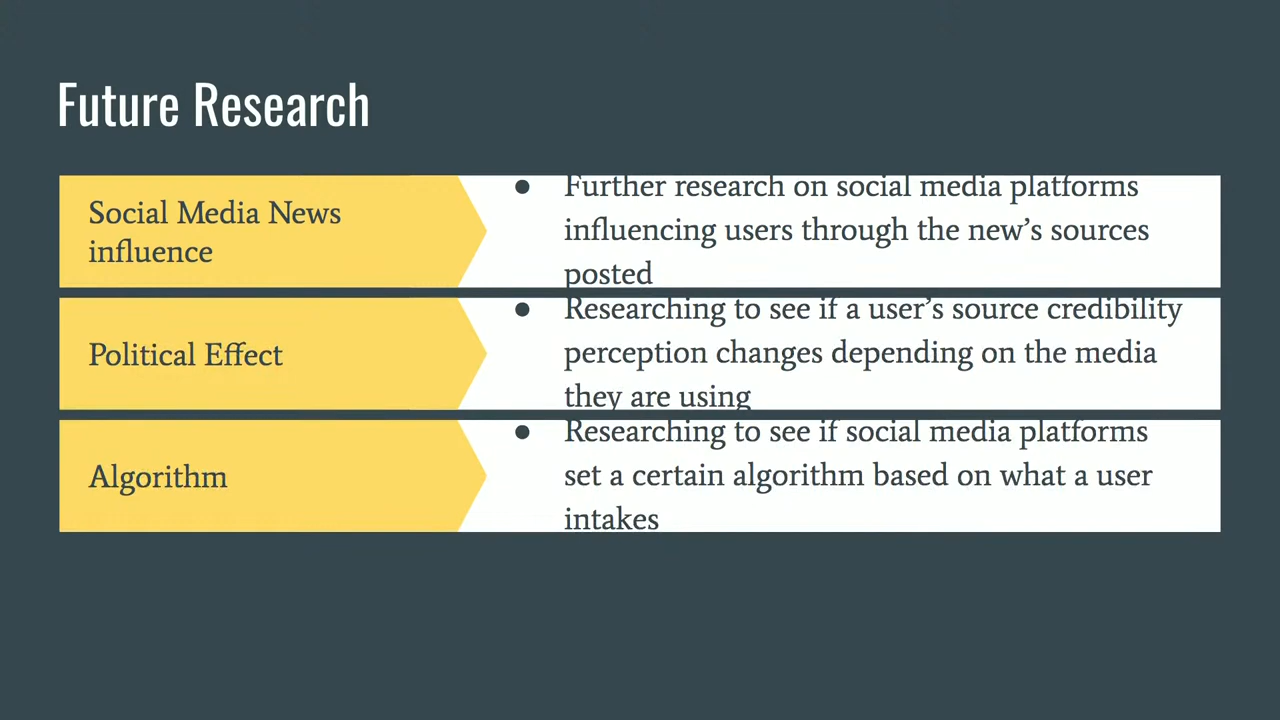 Future Research
Social Media News
influence
● Further research on social media platforms
influencing users through the new’s sources
posted
Political Effect
● Researching to see if a user’s source credibility
perception changes depending on the media
they are using
Algorithm
● Researching to see if social media platforms
set a certain algorithm based on what a user
intakes